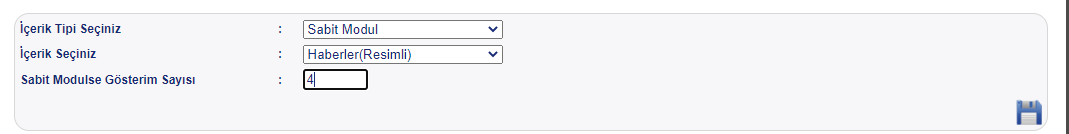 İçerik Tipi Seçiniz : Sabit Modul
İçerik Seçiniz : Haberler(Resimli)
Sabit Modulse Gösterim Sayısı : 4